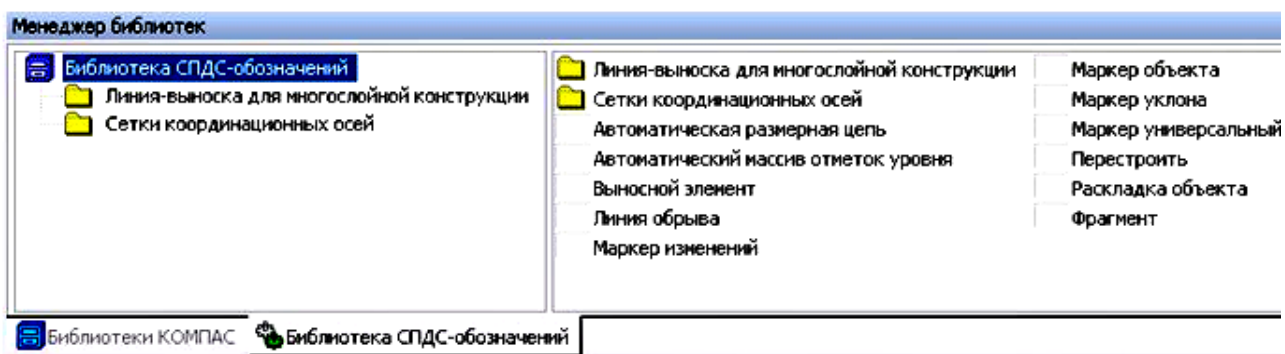 Менеджер библиотек
Библиотека СПДС-обозначений
Линия-выноска для многослойной конструкции
Сетки координационных осей
Линия-выноска для многослойной конструкции
Сетки координационных осей
Автоматическая размерная цепь
Автоматический массив отметок уровня
Выносной элемент
Линия обрыва
Маркер изменений
Маркер объекта
Маркер уклона
Маркер универсальный
Перестроить
Раскладка объекта
Фрагмент
Библиотеки КОМПАС
Библиотека СПДС-обозначений